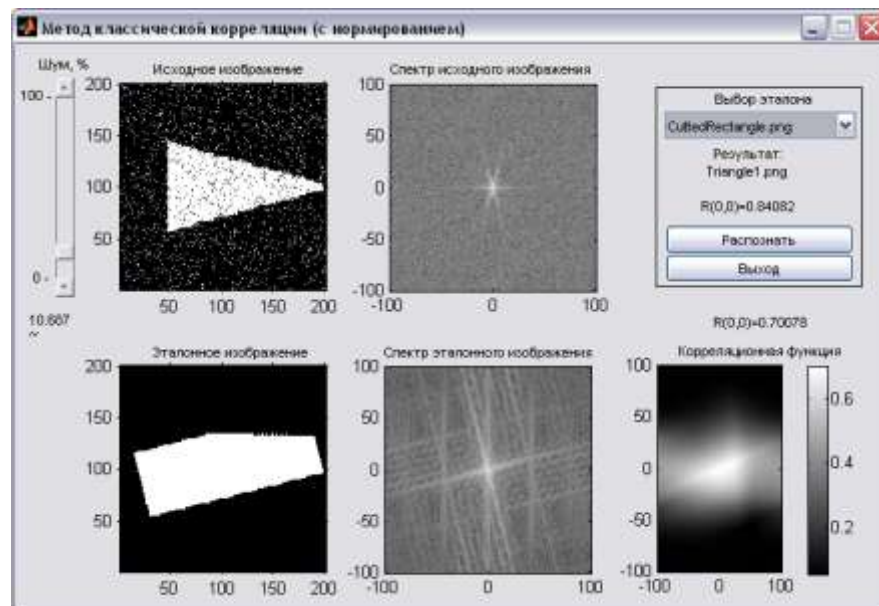 Метод классической корреляции (с нормированием)
Шум, %
100 -
0 -
10.687
~
Исходное изображение
200
150
100
50
50 100 150 200
Спектр исходного изображения
100
50
0
-50
-100
-100 0 100
Выбор эталона
CuttedRectangle.png
Результат:
Triangle1.png
R(0,0)=0.84082
Распознать
Выход
Эталонное изображение
200
150
100
50
50 100 150 200
Спектр эталонного изображения
100
50
0
-50
-100
-100 0 100
R(0,0)=0.70078
Корреляционная функция
100
50
0
-50
-100
-100 0 100
0.6
0.4
0.2